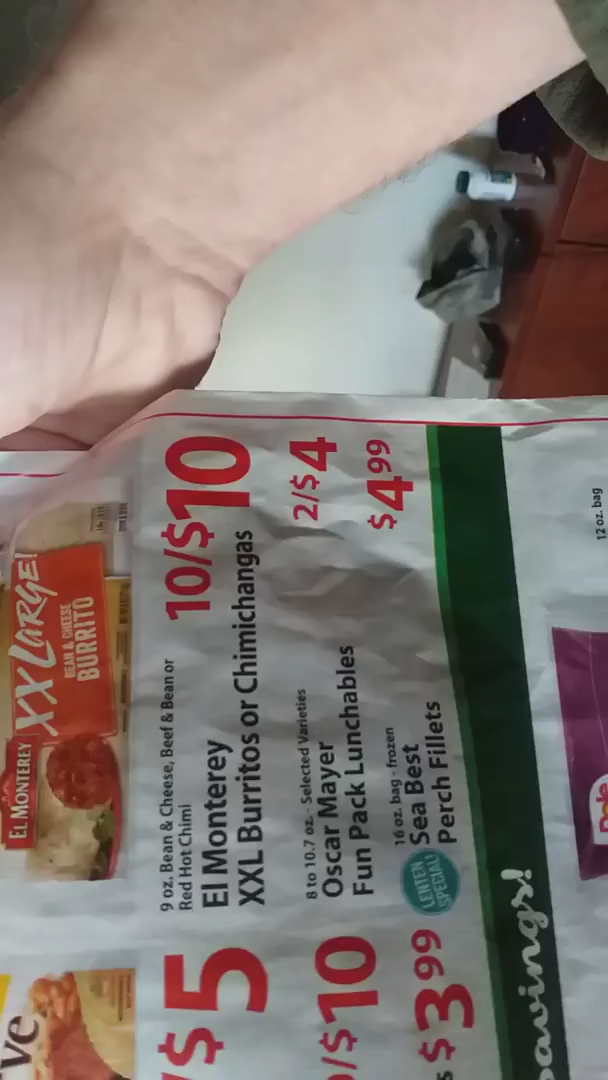 EL MONTEREY
XX LARGE!
BEAN & CHEESE
BURRITO
9 oz. Bean & Cheese, Beef & Bean or
Red Hot Chimi
El Monterey
XXL Burritos or Chimichangas
10/$10
8 to 10.7 oz. - Selected Varieties
Oscar Mayer
Fun Pack Lunchables
2/$4
LENTEN
SPECIAL!
16 oz. bag - frozen
Sea Best
Perch Fillets
$4.99
$5
/$10
$3.99
ve
savings!
12 oz. bag
Dole